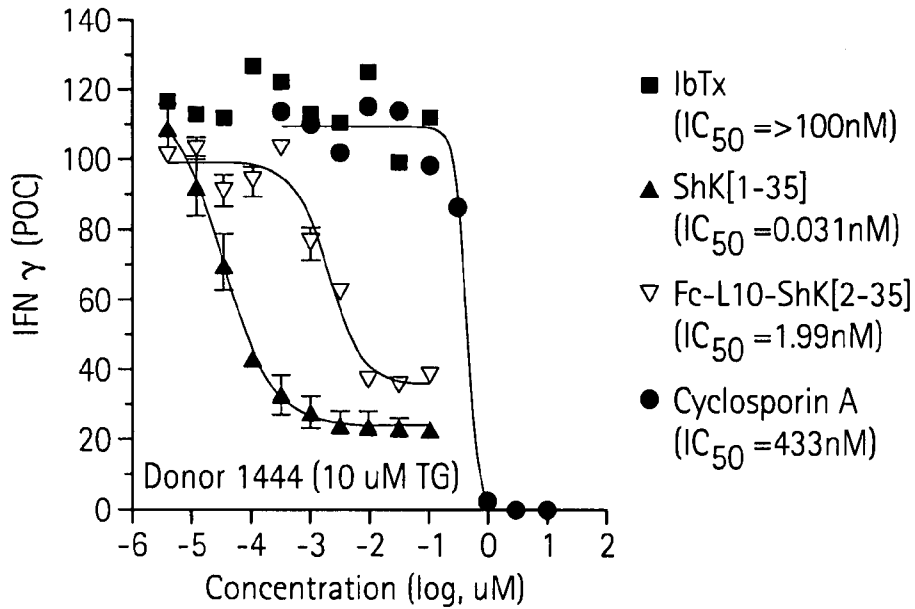 140
120
100
80
60
40
20
0
IFN γ (POC)
Donor 1444 (10 uM TG)
-6 -5 -4 -3 -2 -1 0 1 2
Concentration (log, uM)
■ IbTx
(IC50 =>100nM)
▲ ShK[1-35]
(IC50 =0.031nM)
▽ Fc-L10-ShK[2-35]
(IC50 =1.99nM)
● Cyclosporin A
(IC50 =433nM)